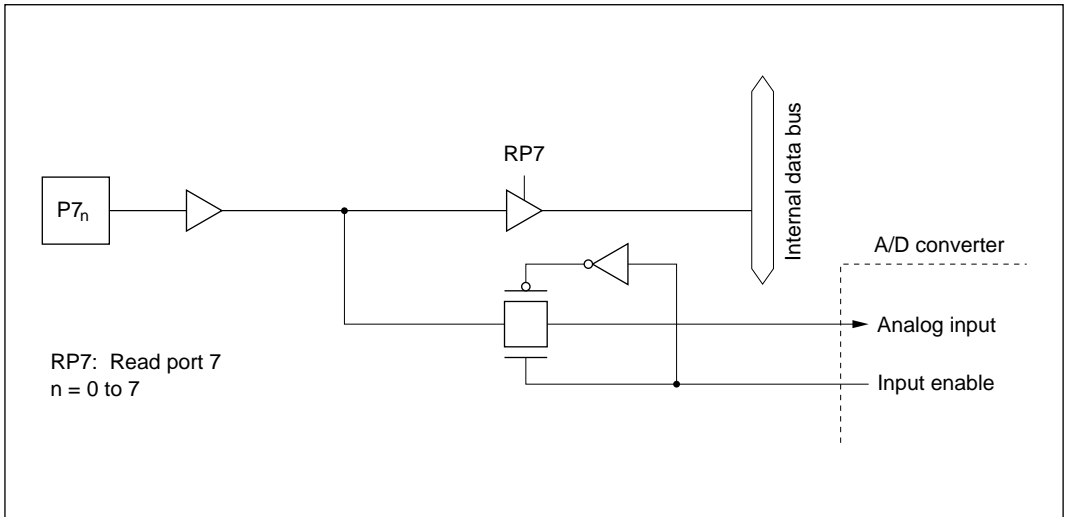 RP7
P7n
Internal data bus
A/D converter
Analog input
RP7: Read port 7
n = 0 to 7
Input enable